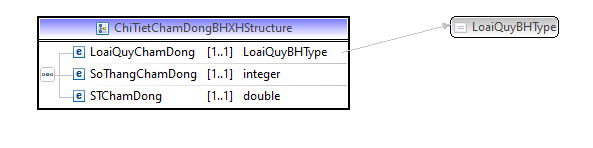 ChiTietChamDongBHXHStructure
LoaiQuyChamDong [1..1] LoaiQuyBHType
SoThangChamDong [1..1] integer
STChamDong [1..1] double
LoaiQuyBHType